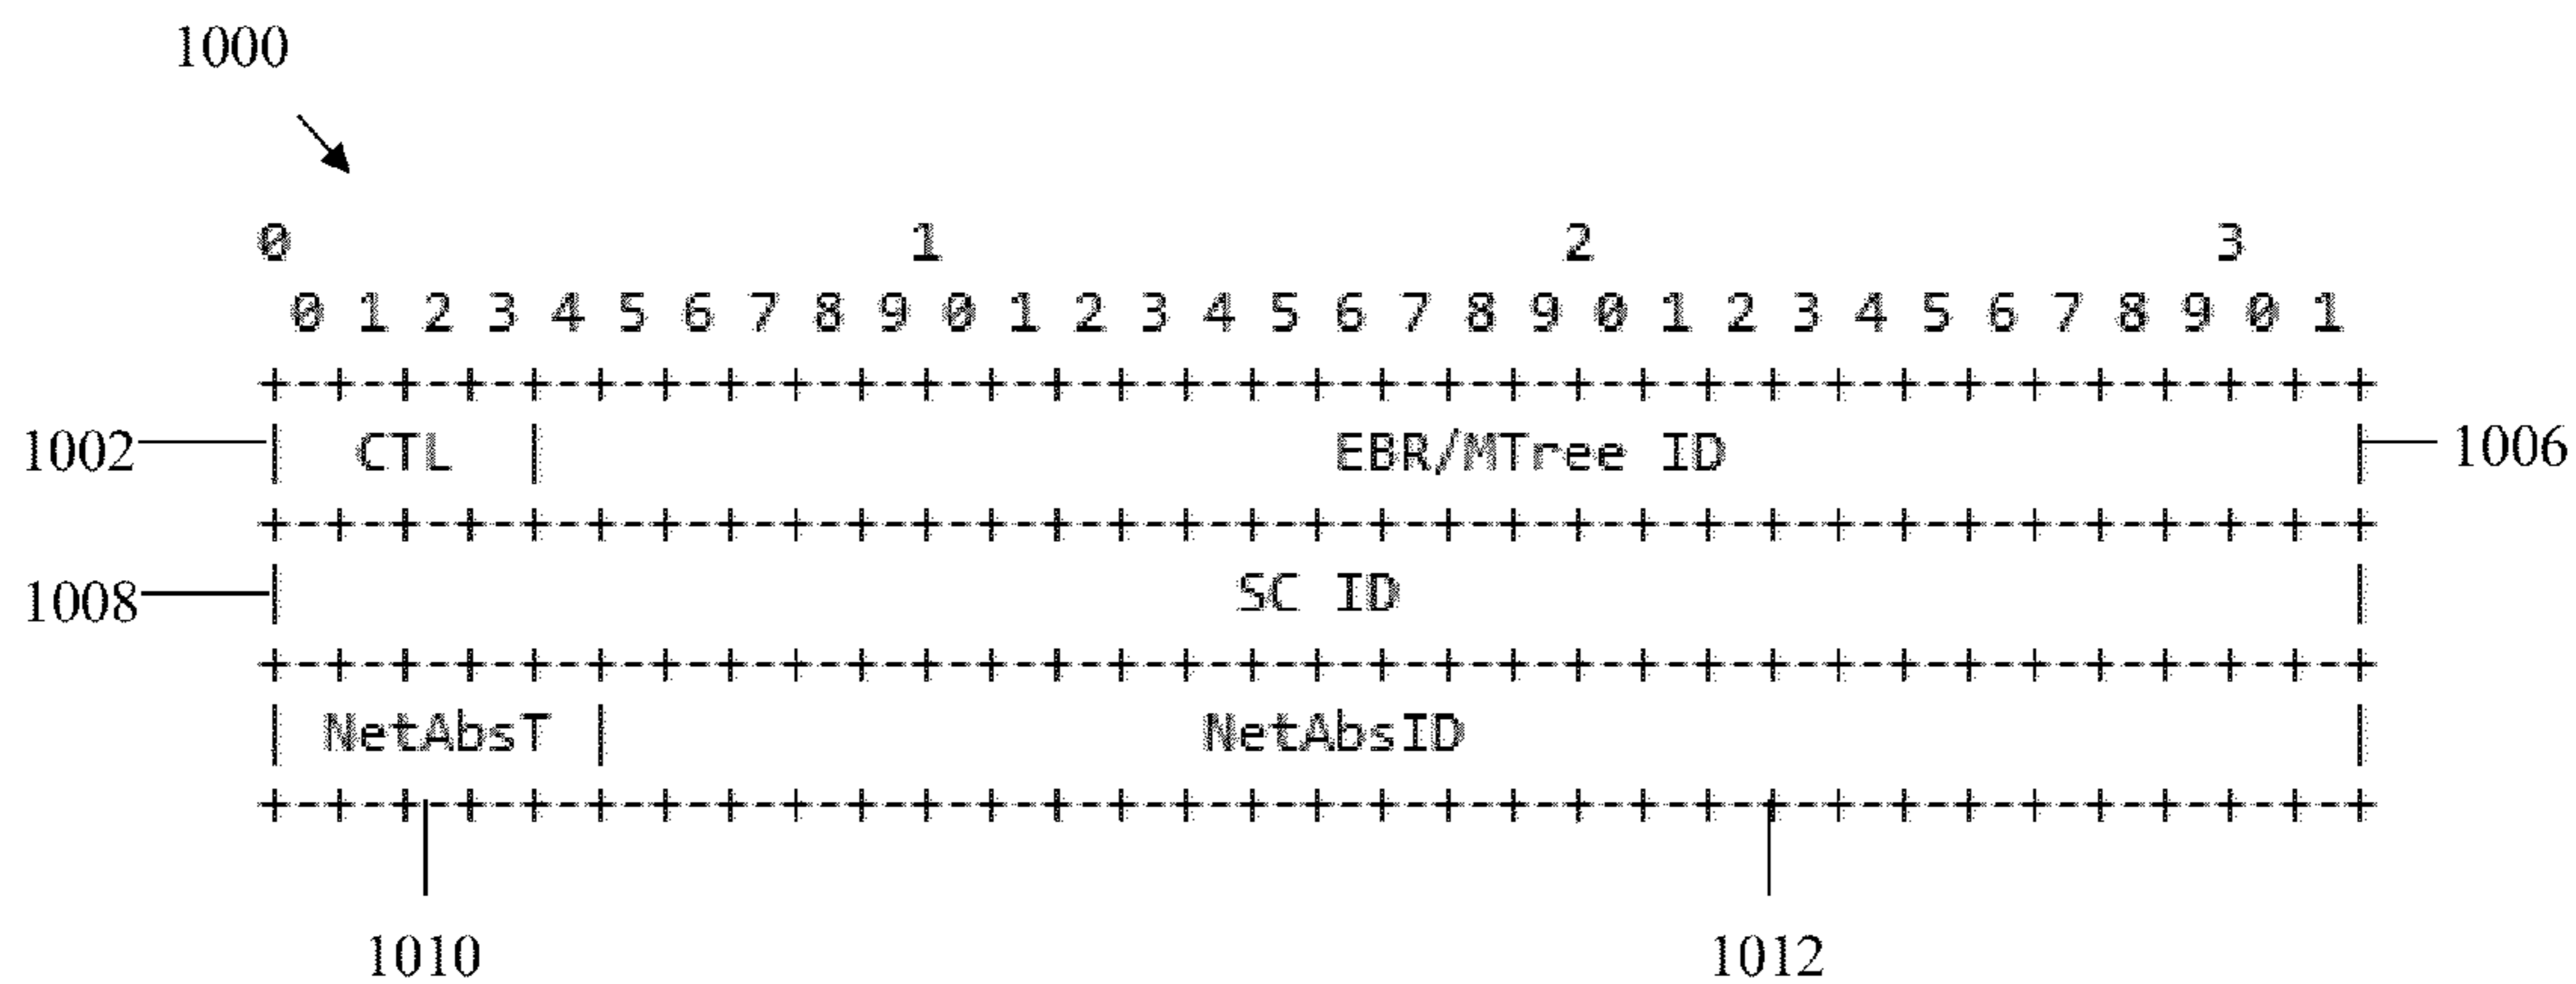 1000
0 1 2 3
0 1 2 3 4 5 6 7 8 9 0 1 2 3 4 5 6 7 8 9 0 1 2 3 4 5 6 7 8 9 0 1
+-+-+-+-+-+-+-+-+-+-+-+-+-+-+-+-+-+-+-+-+-+-+-+-+-+-+-+-+-+-+-+-+
1002 | CTL | EBR/MTree ID | 1006
+-+-+-+-+-+-+-+-+-+-+-+-+-+-+-+-+-+-+-+-+-+-+-+-+-+-+-+-+-+-+-+-+
1008 | SC ID |
+-+-+-+-+-+-+-+-+-+-+-+-+-+-+-+-+-+-+-+-+-+-+-+-+-+-+-+-+-+-+-+-+
| NetAbsT | NetAbsID |
+-+-+-+-+-+-+-+-+-+-+-+-+-+-+-+-+-+-+-+-+-+-+-+-+-+-+-+-+-+-+-+-+
1010 1012